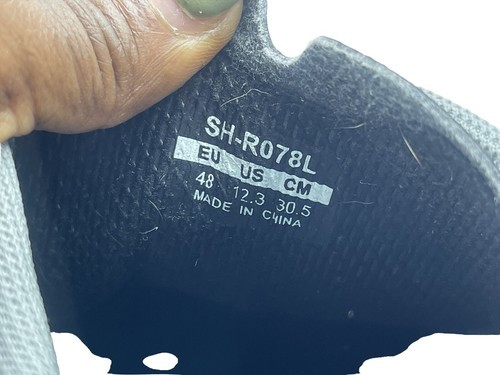 SH-R078L
EU US CM
48 12.3 30.5
MADE IN CHINA